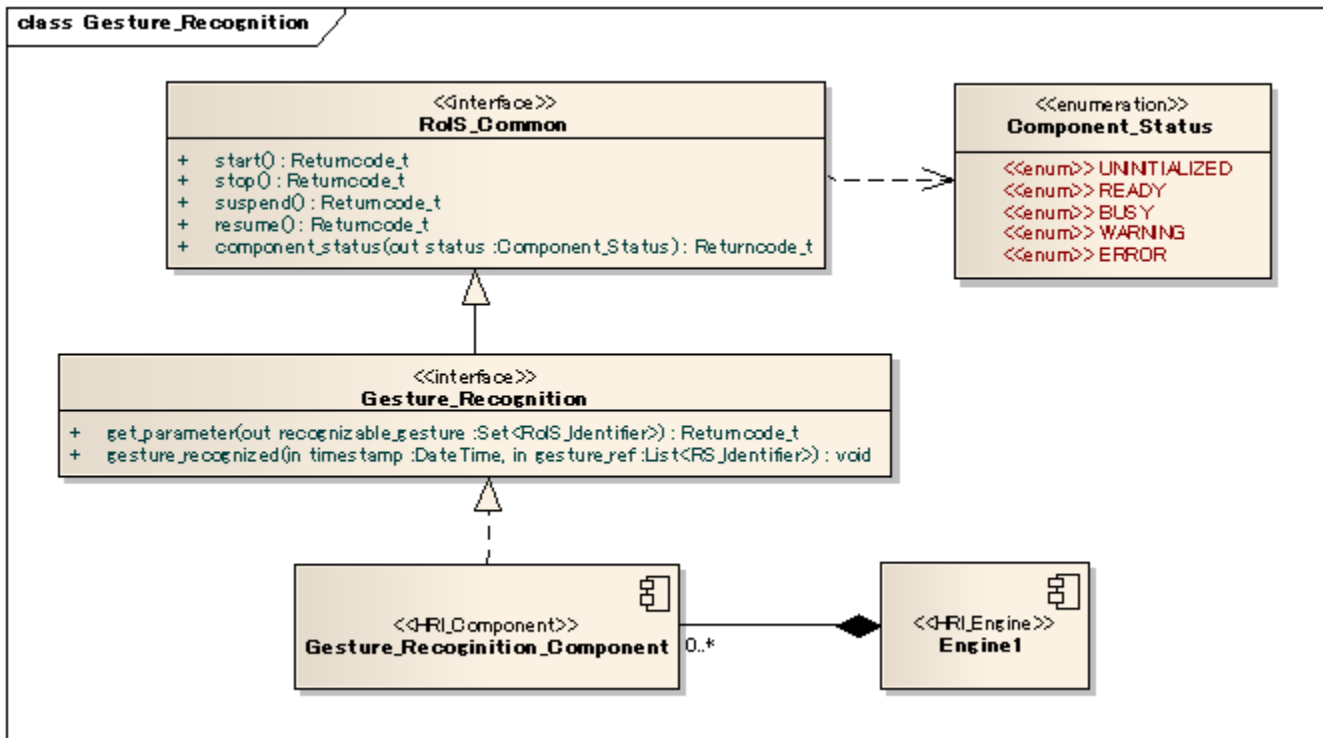 class Gesture_Recognition
<<interface>>
RoIS_Common
+ start() : Returncode_t
+ stop() : Returncode_t
+ suspend() : Returncode_t
+ resume() : Returncode_t
+ component_status(out status :Component_Status) : Returncode_t
<<enumeration>>
Component_Status
<<enum>> UNINITIALIZED
<<enum>> READY
<<enum>> BUSY
<<enum>> WARNING
<<enum>> ERROR
<<interface>>
Gesture_Recognition
+ get_parameter(out recognizable_gesture :Set<RoIS_Identifier>) : Returncode_t
+ gesture_recognized(in timestamp :DateTime, in gesture_ref :List<RS_Identifier>) : void
<<HRI_Component>>
Gesture_Recoginition_Component
0..*
<<HRI_Engine>>
Engine1